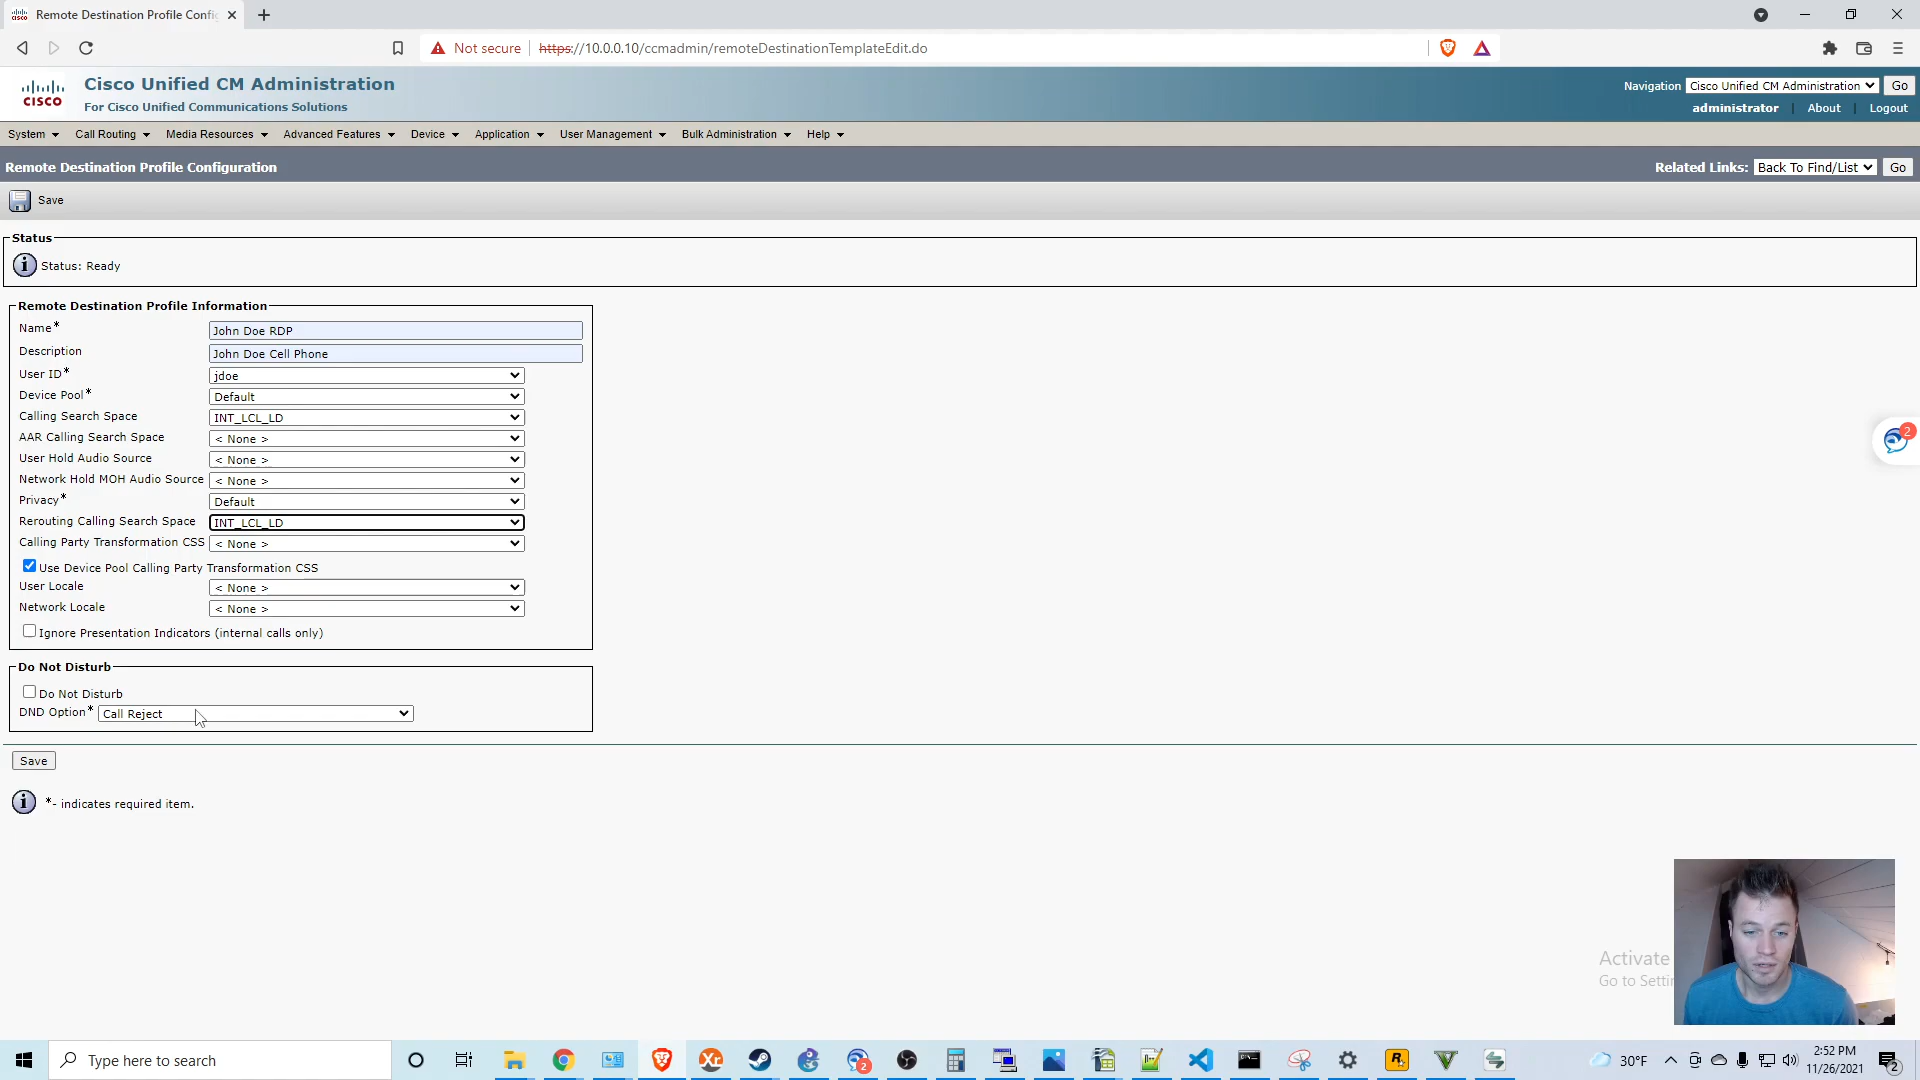 Remote Destination Profile Config
Not secure https://10.0.0.10/ccmadmin/remoteDestinationTemplateEdit.do
Cisco Unified CM Administration
For Cisco Unified Communications Solutions
CISCO
Navigation Cisco Unified CM Administration Go
administrator | About | Logout
System Call Routing Media Resources Advanced Features Device Application User Management Bulk Administration Help
Remote Destination Profile Configuration
Related Links: Back To Find/List Go
Save
Status
Status: Ready
Remote Destination Profile Information
Name* John Doe RDP
Description John Doe Cell Phone
User ID* jdoe
Device Pool* Default
Calling Search Space INT_LCL_LD
AAR Calling Search Space < None >
User Hold Audio Source < None >
Network Hold MOH Audio Source < None >
Privacy* Default
Rerouting Calling Search Space INT_LCL_LD
Calling Party Transformation CSS < None >
Use Device Pool Calling Party Transformation CSS
User Locale < None >
Network Locale < None >
Ignore Presentation Indicators (internal calls only)
Do Not Disturb
Do Not Disturb
DND Option* Call Reject
Save
*- indicates required item.
2
Activate
Go to Setti
Type here to search
Xr
2
R
30°F
2:52 PM
11/26/2021
2